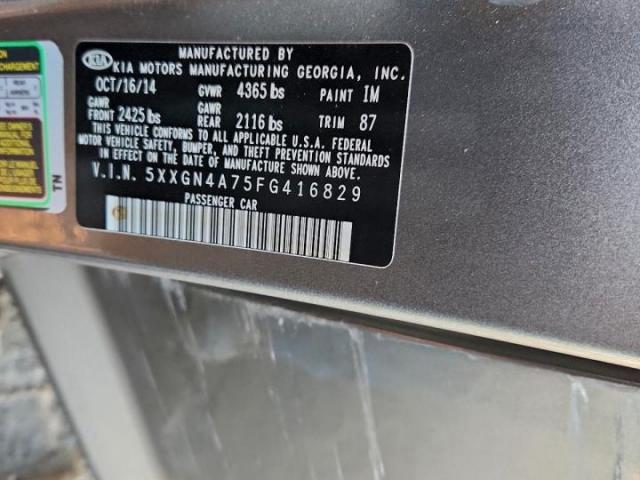 MANUFACTURED BY
KIA KIA MOTORS MANUFACTURING GEORGIA, INC.
OCT/16/14 GVWR 4365 lbs PAINT IM
GAWR GAWR
FRONT 2425 lbs REAR 2116 lbs TRIM 87
THIS VEHICLE CONFORMS TO ALL APPLICABLE U.S.A. FEDERAL
MOTOR VEHICLE SAFETY, BUMPER, AND THEFT PREVENTION STANDARDS
IN EFFECT ON THE DATE OF MANUFACTURE SHOWN ABOVE.
V.I.N. 5XXGN4A75FG416829
PASSENGER CAR
TN